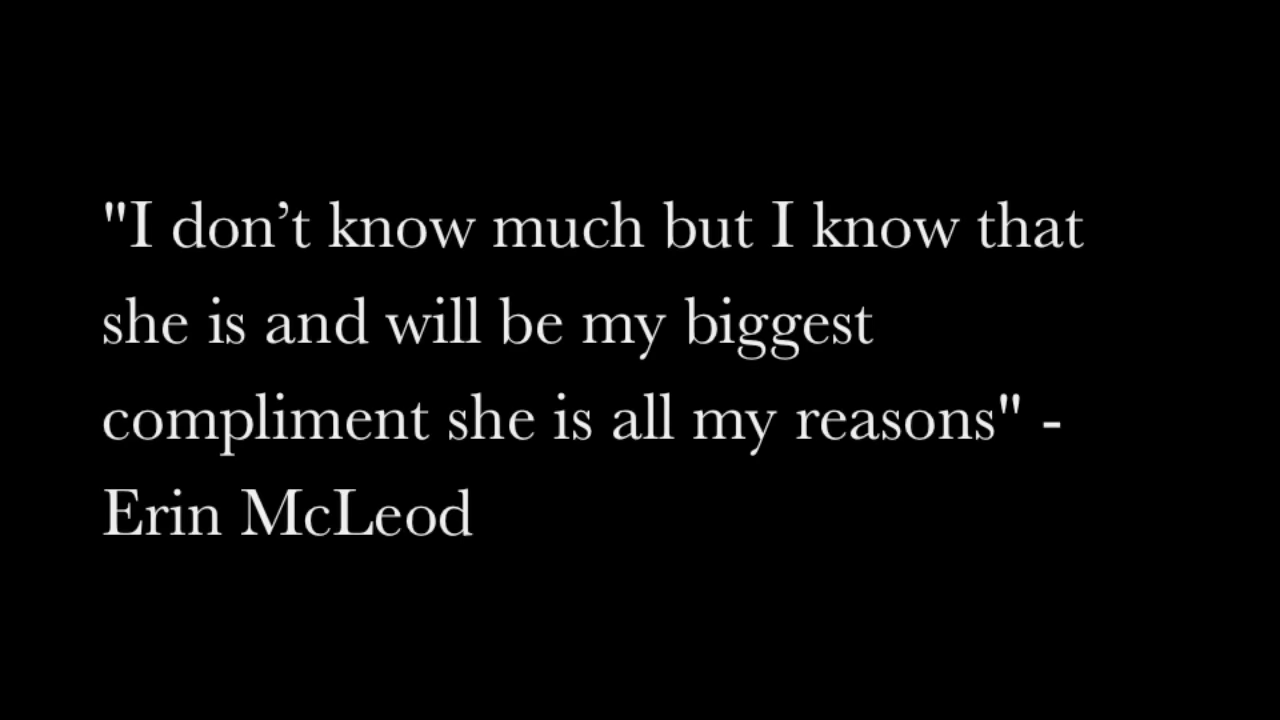 "I don’t know much but I know that
she is and will be my biggest
compliment she is all my reasons" -
Erin McLeod